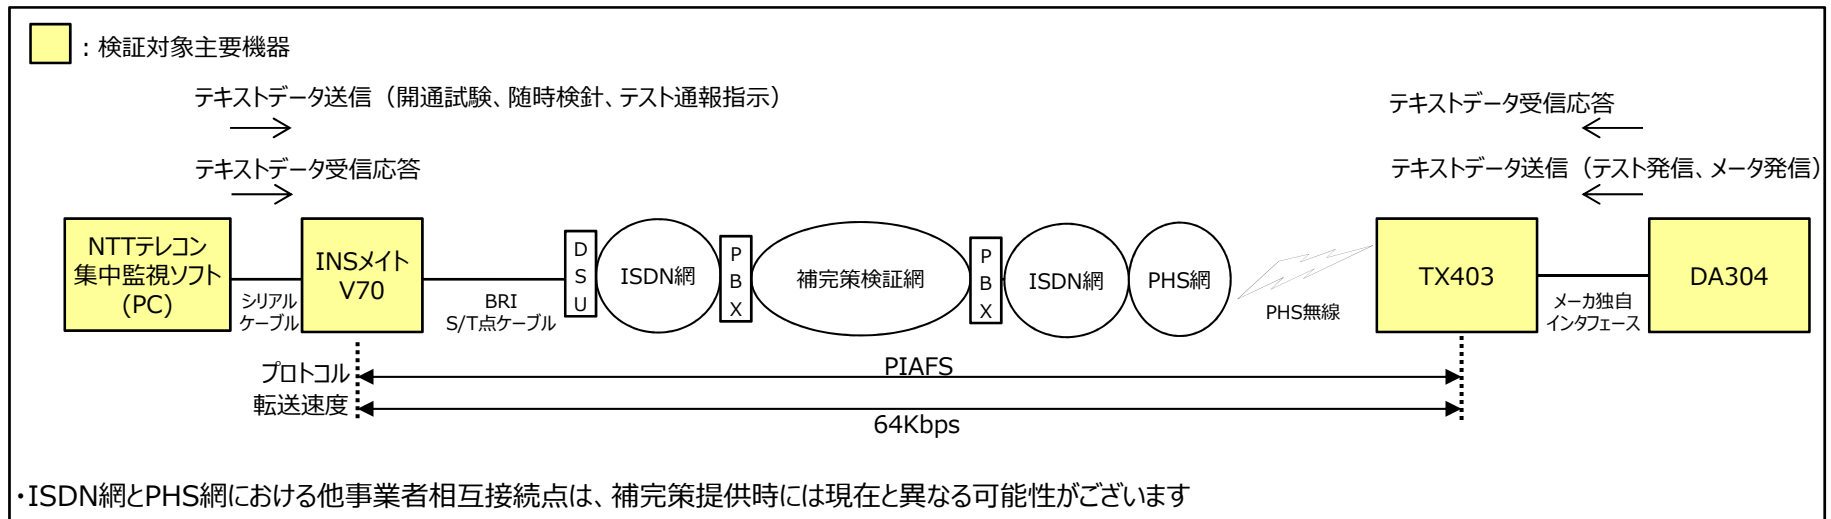 ：検証対象主要機器
テキストデータ送信（開通試験、随時検針、テスト通報指示）
テキストデータ受信応答
テキストデータ受信応答
テキストデータ送信（テスト発信、メータ発信）
NTTテレコン
集中監視ソフト
(PC)
シリアル
ケーブル
INSメイト
V70
BRI
S/T点ケーブル
D
S
U
ISDN網
P
B
X
補完策検証網
P
B
X
ISDN網
PHS網
PHS無線
TX403
メーカ独自
インタフェース
DA304
プロトコル
PIAFS
転送速度
64Kbps
・ISDN網とPHS網における他事業者相互接続点は、補完策提供時には現在と異なる可能性がございます